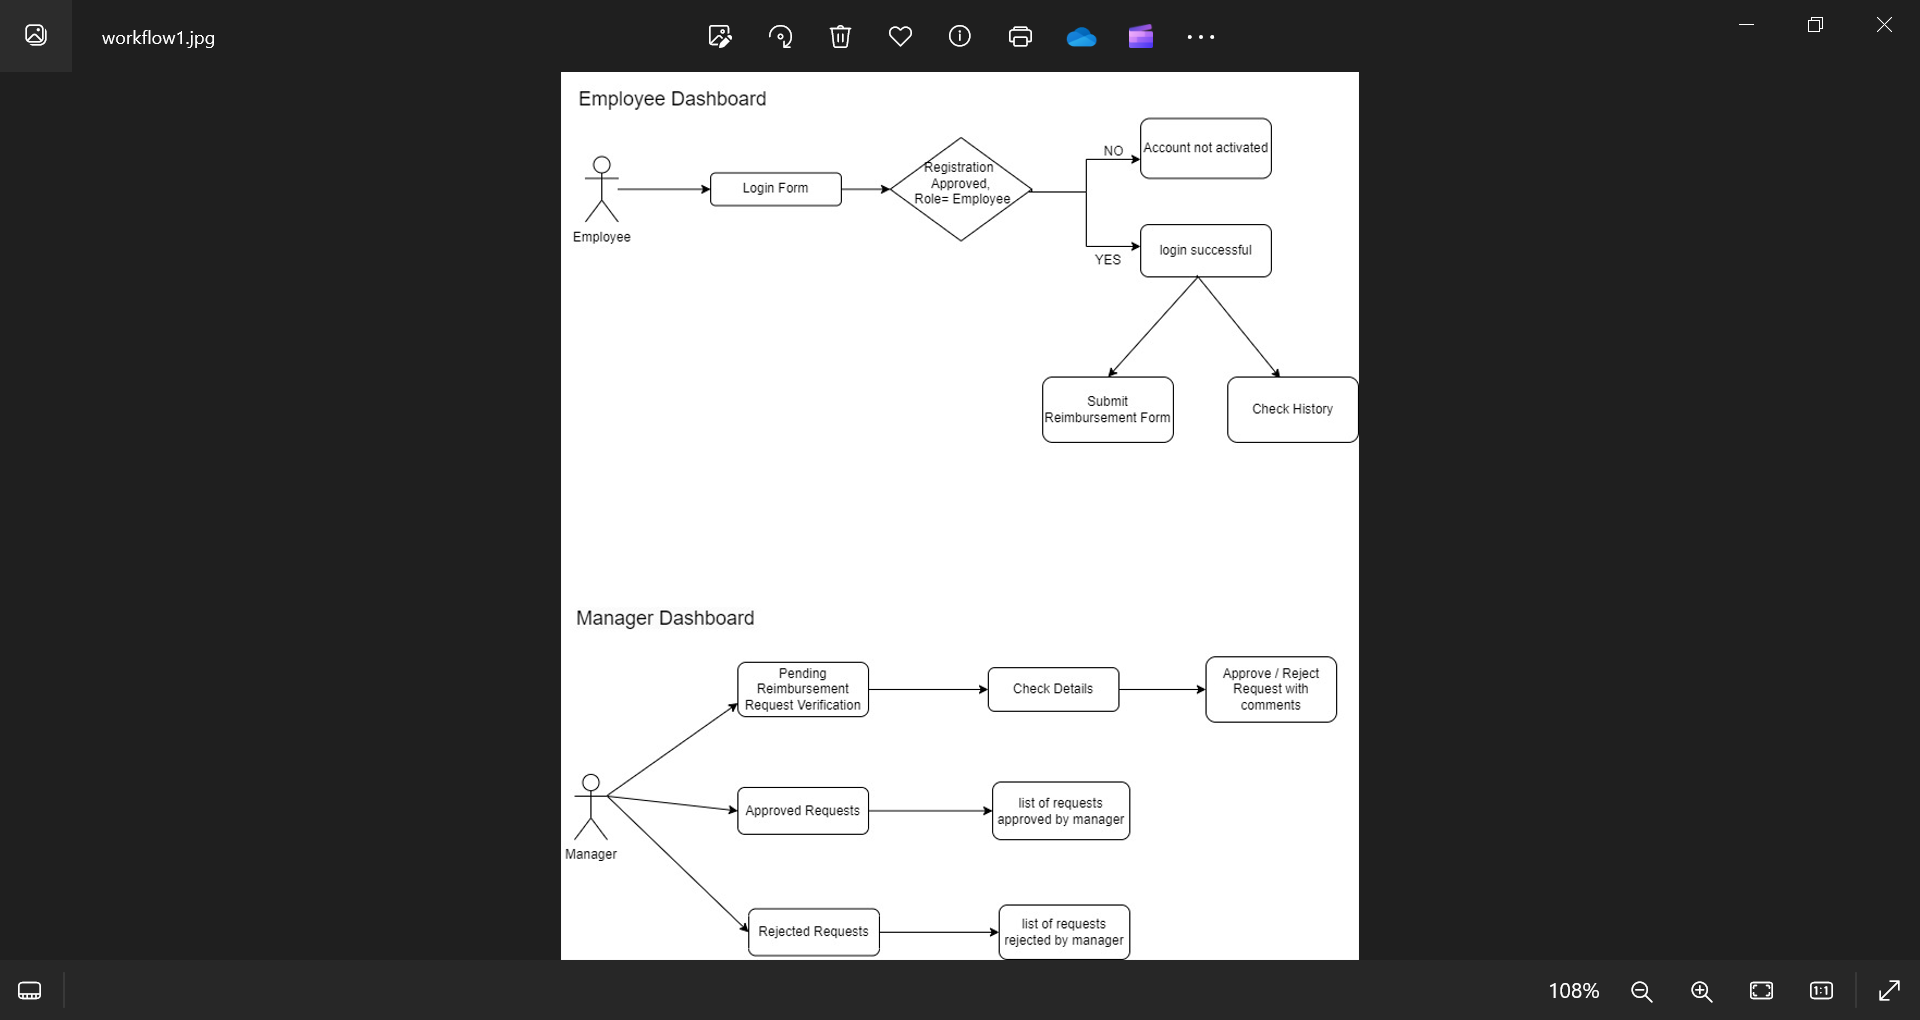 workflow1.jpg
Employee Dashboard
Employee
Login Form
Registration
Approved,
Role= Employee
NO
Account not activated
YES
login successful
Submit
Reimbursement Form
Check History
Manager Dashboard
Manager
Pending
Reimbursement
Request Verification
Check Details
Approve / Reject
Request with
comments
Approved Requests
list of requests
approved by manager
Rejected Requests
list of requests
rejected by manager
108%
1:1